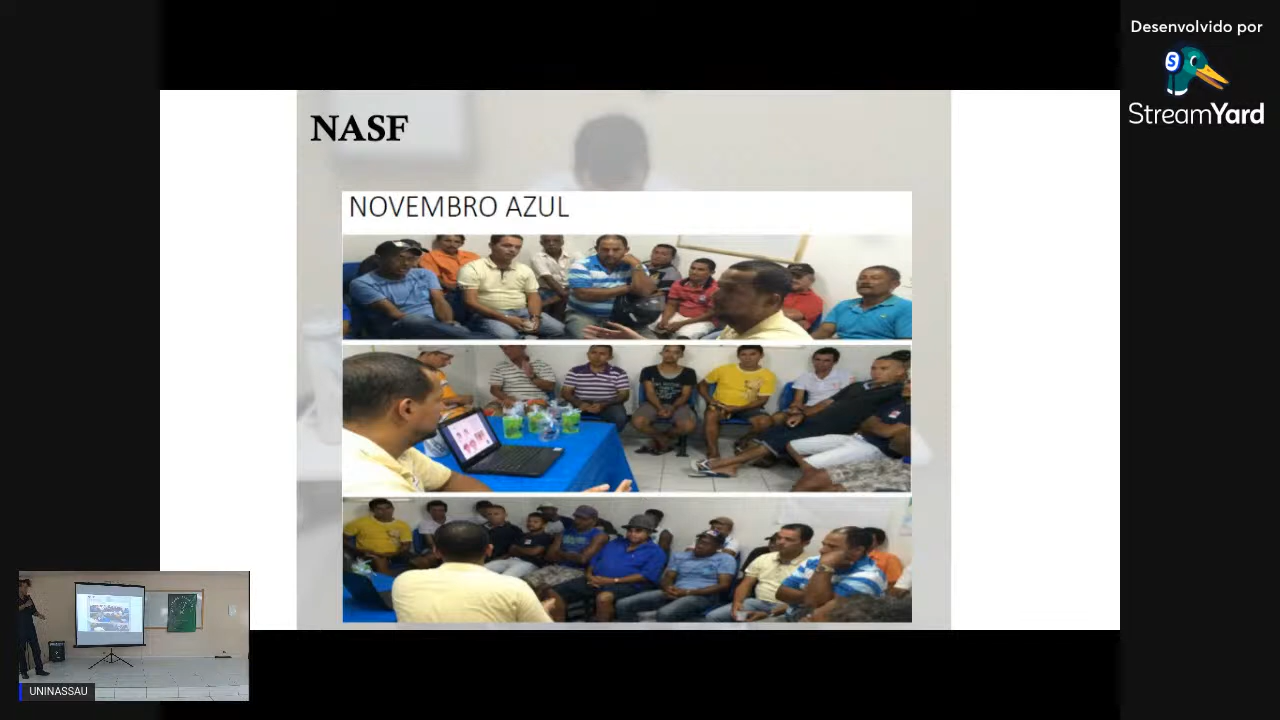 Desenvolvido por
StreamYard
NASF
NOVEMBRO AZUL
UNINASSAU